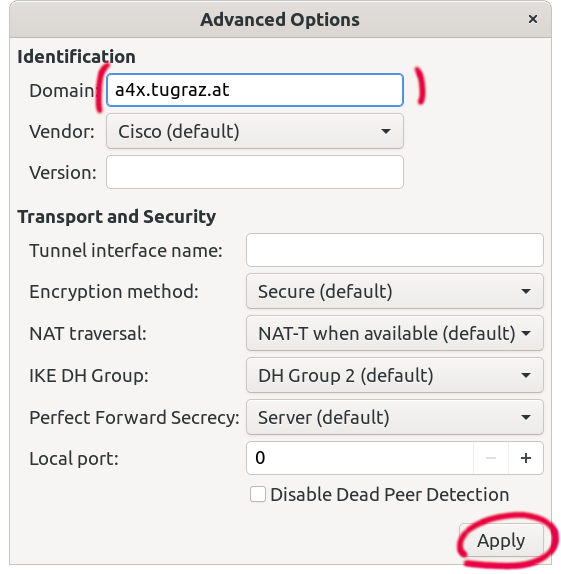 Advanced Options ×
Identification
Domain: a4x.tugraz.at
Vendor: Cisco (default)
Version:
Transport and Security
Tunnel interface name:
Encryption method: Secure (default)
NAT traversal: NAT-T when available (default)
IKE DH Group: DH Group 2 (default)
Perfect Forward Secrecy: Server (default)
Local port: 0 − +
Disable Dead Peer Detection
Apply